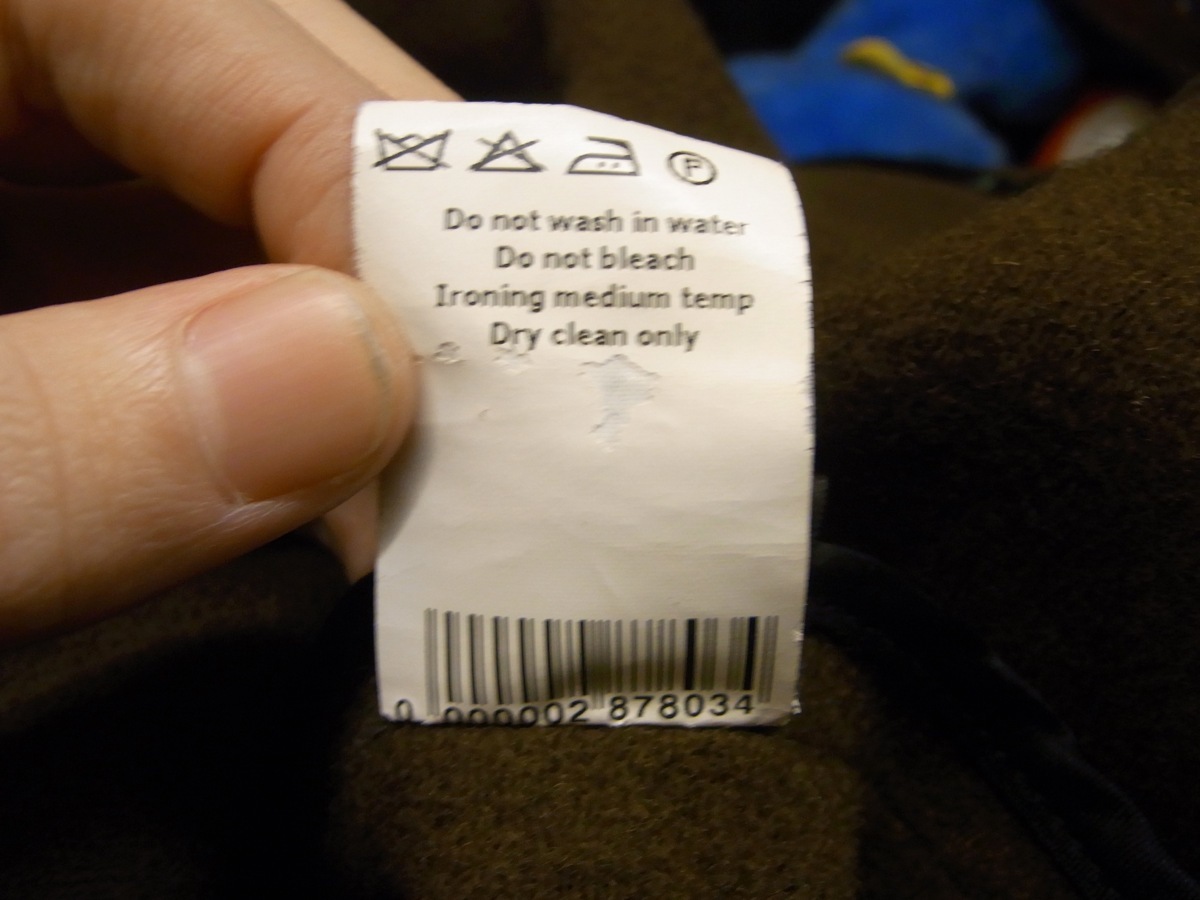 F
Do not wash in water
Do not bleach
Ironing medium temp
Dry clean only
0 000002 878034